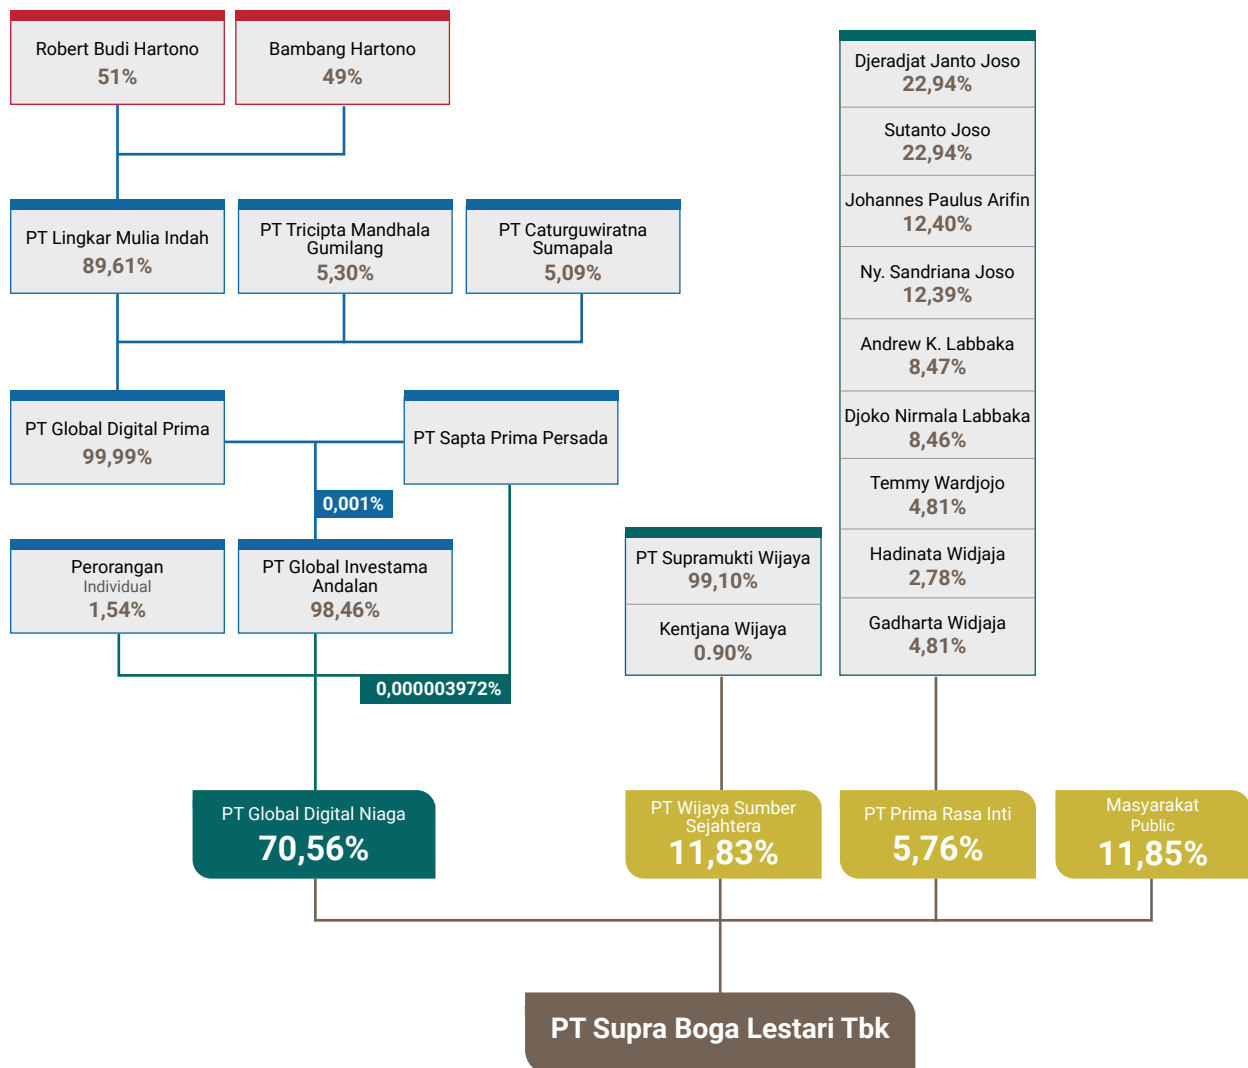 Robert Budi Hartono
51%
Bambang Hartono
49%
PT Lingkar Mulia Indah
89,61%
PT Tricipta Mandhala
Gumilang
5,30%
PT Caturguwiratna
Sumapala
5,09%
PT Global Digital Prima
99,99%
PT Sapta Prima Persada
0,001%
Perorangan
Individual
1,54%
PT Global Investama
Andalan
98,46%
0,000003972%
PT Supramukti Wijaya
99,10%
Kentjana Wijaya
0.90%
Djeradjat Janto Joso
22,94%
Sutanto Joso
22,94%
Johannes Paulus Arifin
12,40%
Ny. Sandriana Joso
12,39%
Andrew K. Labbaka
8,47%
Djoko Nirmala Labbaka
8,46%
Temmy Wardjojo
4,81%
Hadinata Widjaja
2,78%
Gadharta Widjaja
4,81%
PT Global Digital Niaga
70,56%
PT Wijaya Sumber
Sejahtera
11,83%
PT Prima Rasa Inti
5,76%
Masyarakat
Public
11,85%
PT Supra Boga Lestari Tbk